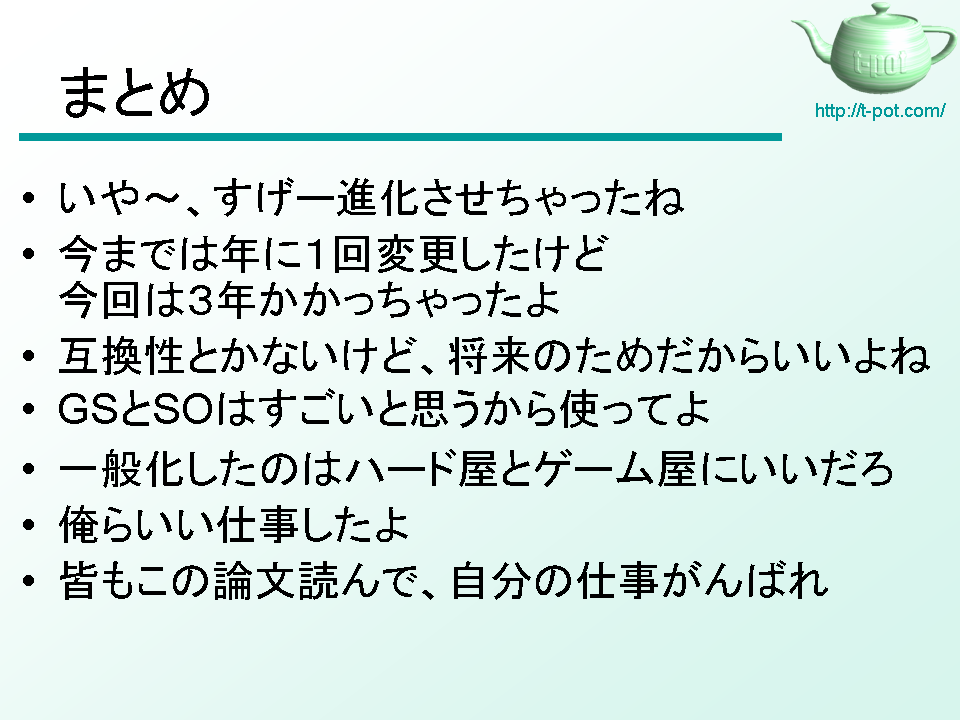 t-pot
http://t-pot.com/
まとめ
• いや～、すげー進化させちゃったね
• 今までは年に１回変更したけど
今回は３年かかっちゃったよ
• 互換性とかないけど、将来のためだからいいよね
• GSとSOはすごいと思うから使ってよ
• 一般化したのはハード屋とゲーム屋にいいだろ
• 俺らいい仕事したよ
• 皆もこの論文読んで、自分の仕事がんばれ